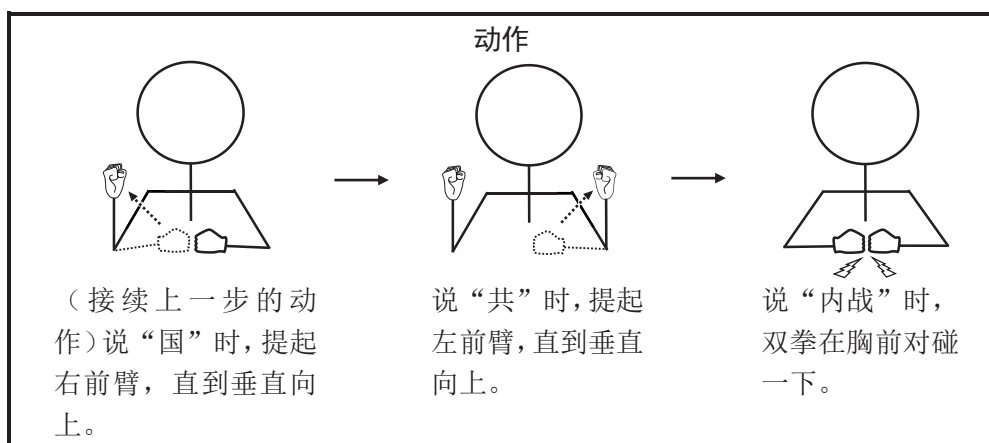 动作
（接续上一步的动
作）说“国”时，提起
右前臂，直到垂直向
上。
说“共”时，提起
左前臂，直到垂直
向上。
说“内战”时，
双拳在胸前对碰
一下。